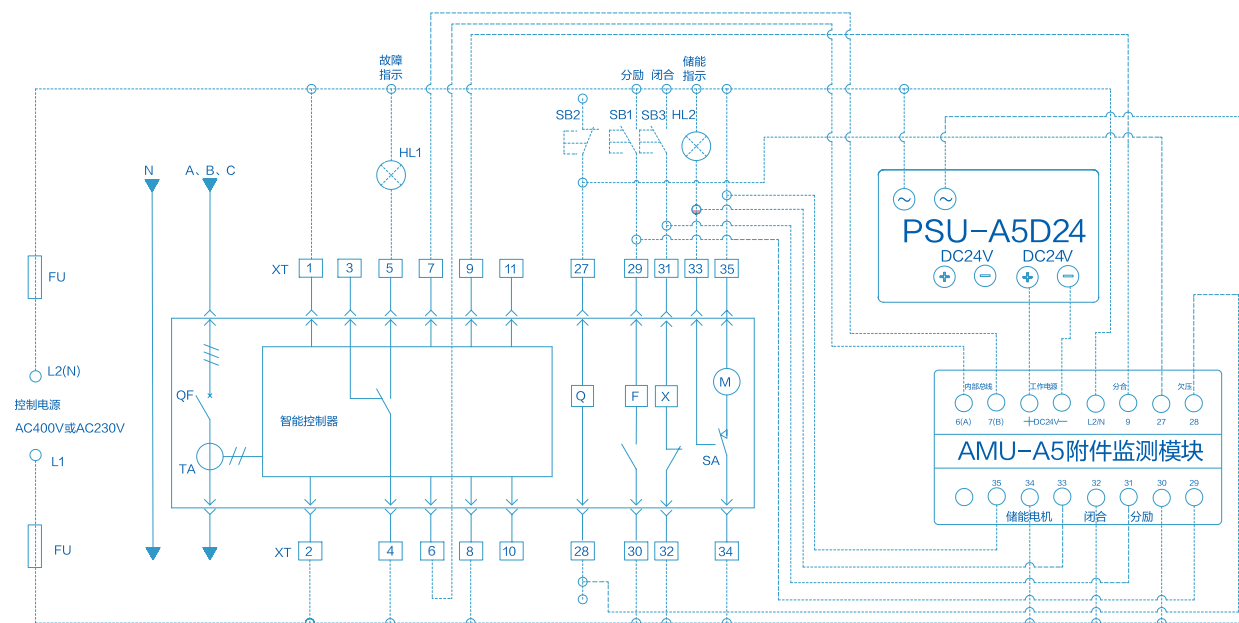 故障
指示
分励 闭合 储能
指示
SB2 SB1 SB3 HL2
HL1
N A、B、C
PSU-A5D24
DC24V DC24V
XT 1 3 5 7 9 11 27 29 31 33 35
FU
L2(N)
控制电源
AC400V或AC230V
L1
FU
QF
TA
智能控制器
Q F X M
SA
内部总线 工作电源 分合 欠压
6(A) 7(B) +DC24V- L2/N 9 27 28
AMU-A5附件监测模块
35 34 33 32 31 30 29
储能电机 闭合 分励
XT 2 4 6 8 10 28 30 32 34